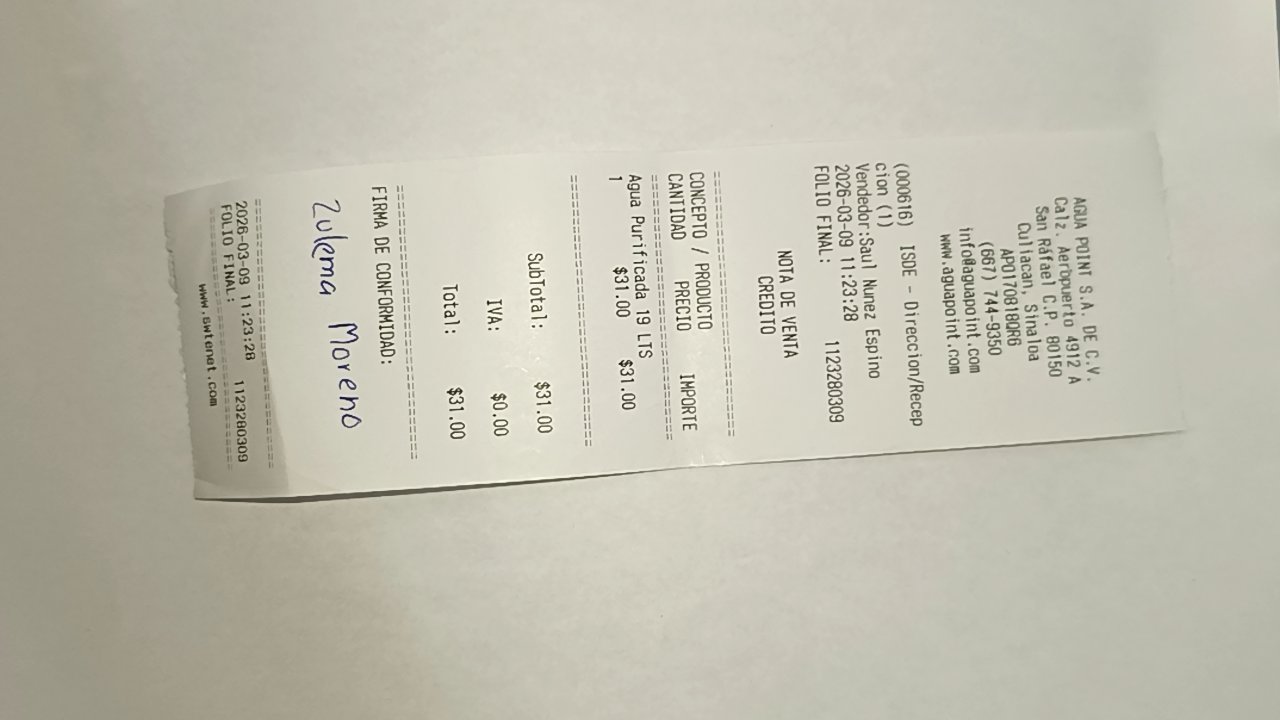 AGUA POINT S.A. DE C.V.
Calz. Aeropuerto 4912 A
San Rafael C.P. 80150
Culiacan, Sinaloa
APO170818QR6
(667) 744-9350
info@aguapoint.com
www.aguapoint.com
(000616) ISDE - Direccion/Recep
cion (1)
Vendedor:Saul Nunez Espino
2026-03-09 11:23:28
FOLIO FINAL: 1123280309
NOTA DE VENTA
CREDITO
CONCEPTO / PRODUCTO
CANTIDAD PRECIO IMPORTE
Agua Purificada 19 LTS
1 $31.00 $31.00
SubTotal: $31.00
IVA: $0.00
Total: $31.00
FIRMA DE CONFORMIDAD:
Zulema Moreno
2026-03-09 11:23:28
FOLIO FINAL: 1123280309
www.swtenet.com